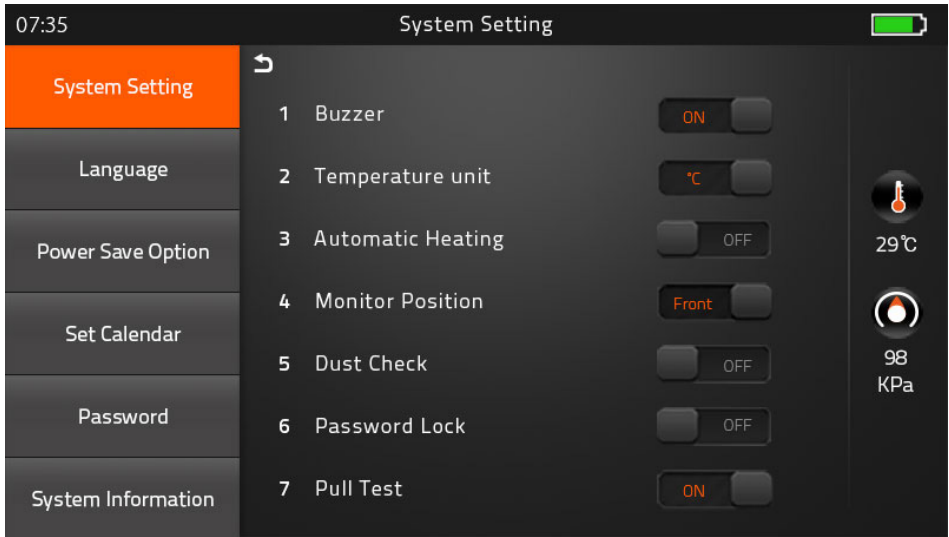 07:35
System Setting
System Setting
Language
Power Save Option
Set Calendar
Password
System Information
1 Buzzer ON
2 Temperature unit °C
3 Automatic Heating OFF
4 Monitor Position Front
5 Dust Check OFF
6 Password Lock OFF
7 Pull Test ON
29°C
98
KPa